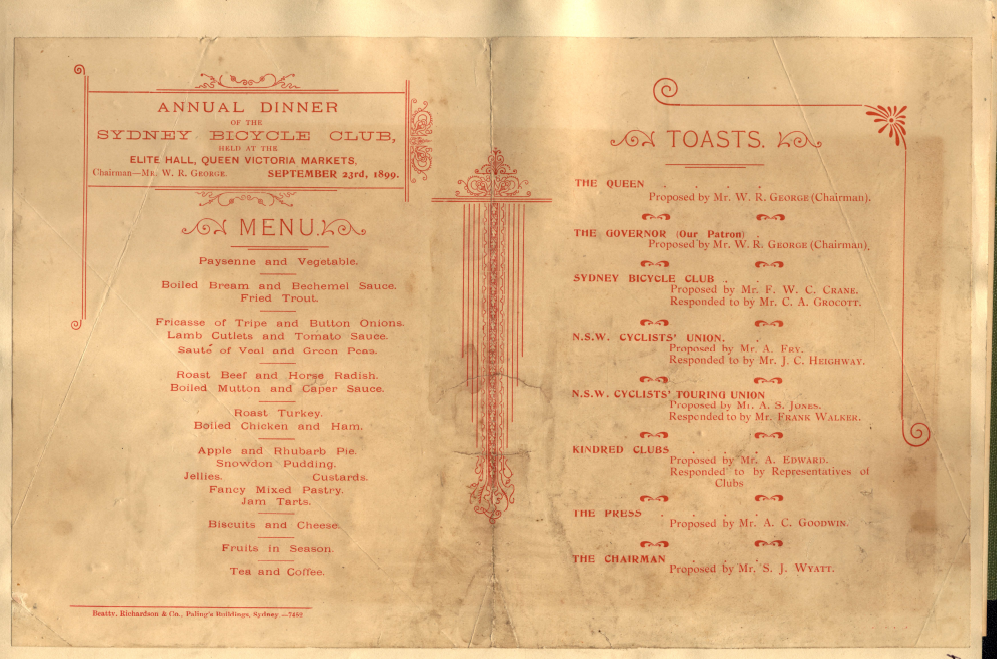 ANNUAL DINNER
OF THE
SYDNEY BICYCLE CLUB,
HELD AT THE
ELITE HALL, QUEEN VICTORIA MARKETS,
Chairman—MR. W. R. GEORGE. SEPTEMBER 23rd, 1899.
MENU.
Paysenne and Vegetable.
Boiled Bream and Bechemel Sauce.
Fried Trout.
Fricasse of Tripe and Button Onions.
Lamb Cutlets and Tomato Sauce.
Sauté of Veal and Green Peas.
Roast Beef and Horse Radish.
Boiled Mutton and Caper Sauce.
Roast Turkey.
Boiled Chicken and Ham.
Apple and Rhubarb Pie.
Snowdon Pudding.
Jellies. Custards.
Fancy Mixed Pastry.
Jam Tarts.
Biscuits and Cheese.
Fruits in Season.
Tea and Coffee.
Beatty, Richardson & Co., Paling's Buildings, Sydney.—7482
TOASTS.
THE QUEEN . . . .
Proposed by Mr. W. R. GEORGE (Chairman).
THE GOVERNOR (Our Patron) .
Proposed by Mr. W. R. GEORGE (Chairman),
SYDNEY BICYCLE CLUB . .
Proposed by Mr. F. W. C. CRANE.
Responded to by Mr. C. A. GROCOTT.
N.S.W. CYCLISTS' UNION. .
Proposed by Mr. A. FRY.
Responded to by Mr. J. C. HEIGHWAY.
N.S.W. CYCLISTS' TOURING UNION
Proposed by Mr. A. S. JONES.
Responded to by Mr. FRANK WALKER.
KINDRED CLUBS . . .
Proposed by Mr. A. EDWARD.
Responded to by Representatives of
Clubs
THE PRESS . . . .
Proposed by Mr. A. C. GOODWIN.
THE CHAIRMAN . . .
Proposed by Mr. S. J. WYATT.